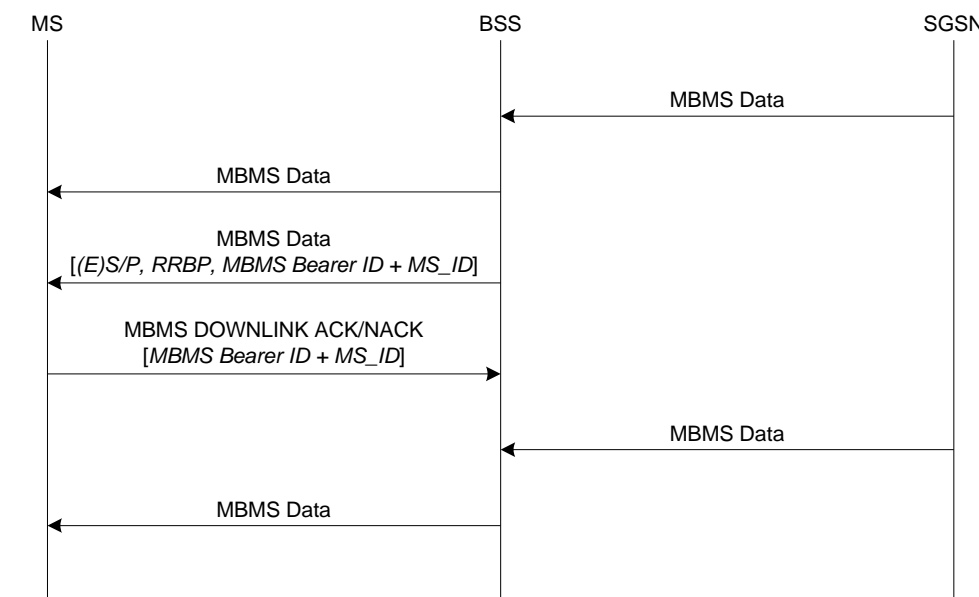 MS
BSS
SGSN
MBMS Data
MBMS Data
MBMS Data
[(E)S/P, RRBP, MBMS Bearer ID + MS_ID]
MBMS DOWNLINK ACK/NACK
[MBMS Bearer ID + MS_ID]
MBMS Data
MBMS Data